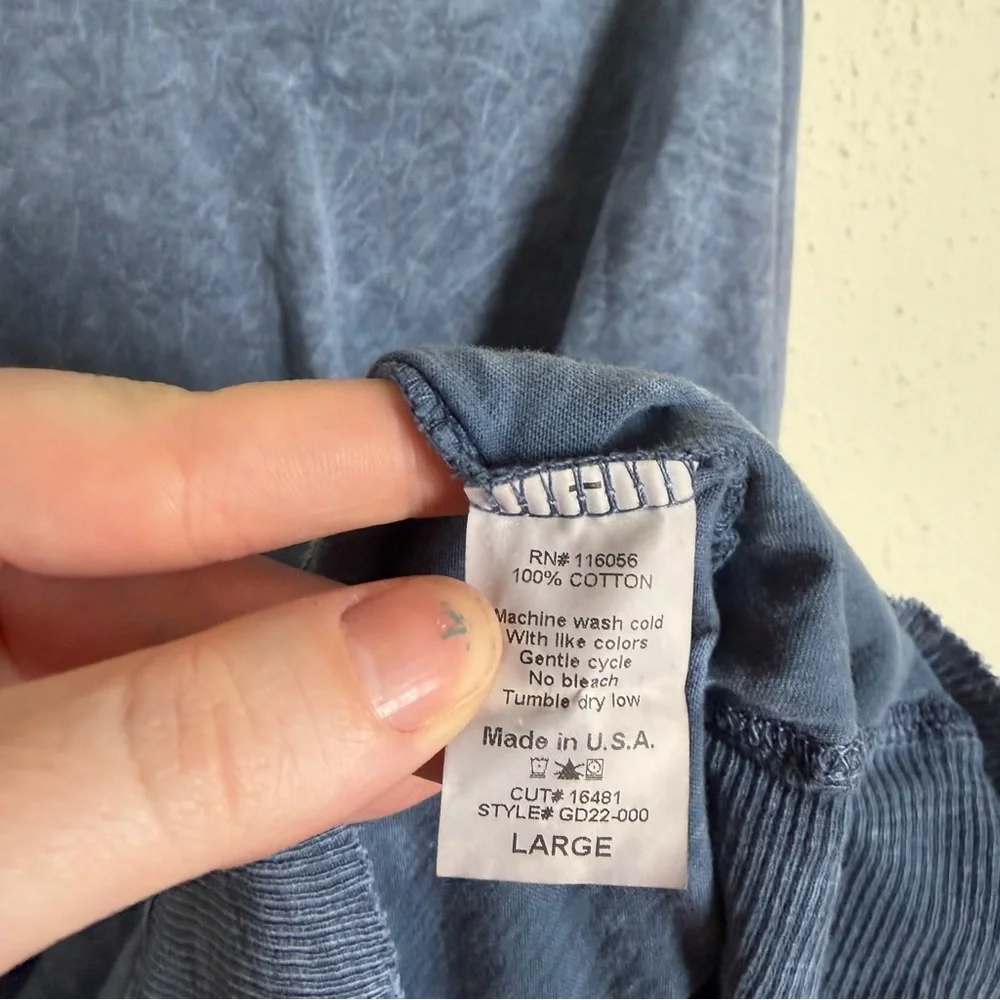 RN# 116056
100% COTTON
Machine wash cold
With like colors
Gentle cycle
No bleach
Tumble dry low
Made in U.S.A.
CUT# 16481
STYLE# GD22-000
LARGE